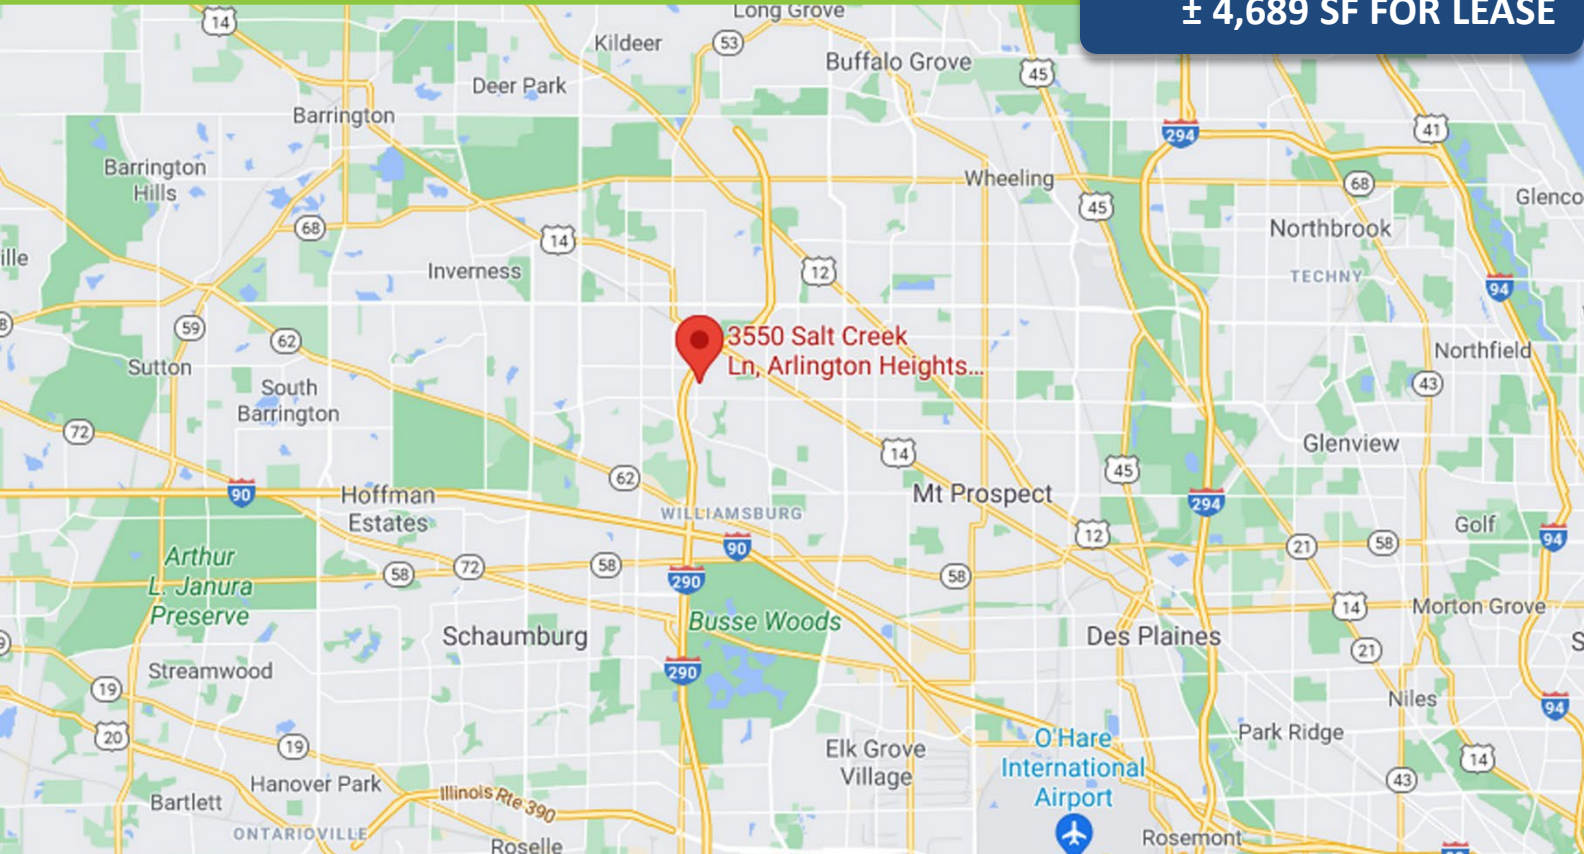 ± 4,689 SF FOR LEASE
Long Grove
14
Kildeer
53
Buffalo Grove
45
Deer Park
Barrington
294
41
Barrington
Hills
Wheeling
68
45
Glenco
68
14
Northbrook
ille
Inverness
12
TECHNY
94
59
62
3550 Salt Creek
Ln, Arlington Heights...
Sutton
Northfield
South
Barrington
43
72
14
Glenview
45
62
90
Hoffman
Estates
Mt Prospect
294
WILLIAMSBURG
Golf
12
94
90
21
58
Arthur
L. Janura
Preserve
58
72
58
290
58
14
Morton Grove
Busse Woods
Schaumburg
Des Plaines
21
Streamwood
290
19
Niles
94
20
19
Park Ridge
Elk Grove
Village
O'Hare
International
Airport
14
43
Hanover Park
Bartlett
Illinois Rte 390
ONTARIOVILLE
Roselle
Rosemont